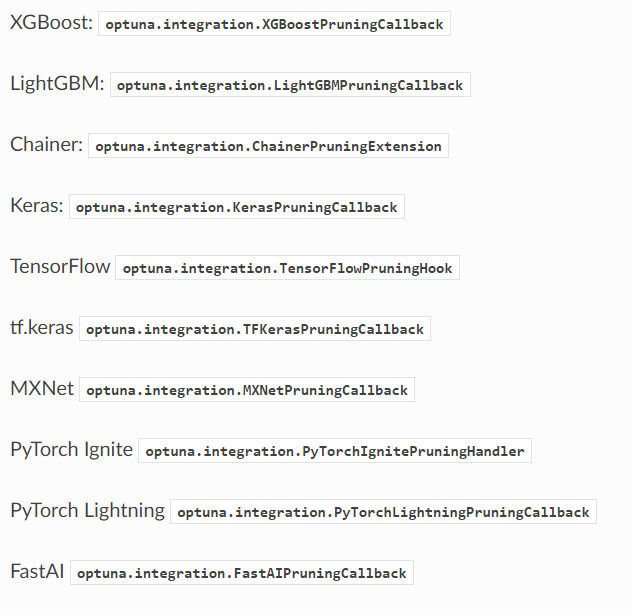 XGBoost: optuna.integration.XGBoostPruningCallback
LightGBM: optuna.integration.LightGBMPruningCallback
Chainer: optuna.integration.ChainerPruningExtension
Keras: optuna.integration.KerasPruningCallback
TensorFlow optuna.integration.TensorFlowPruningHook
tf.keras optuna.integration.TFKerasPruningCallback
MXNet optuna.integration.MXNetPruningCallback
PyTorch Ignite optuna.integration.PyTorchIgnitePruningHandler
PyTorch Lightning optuna.integration.PyTorchLightningPruningCallback
FastAI optuna.integration.FastAIPruningCallback